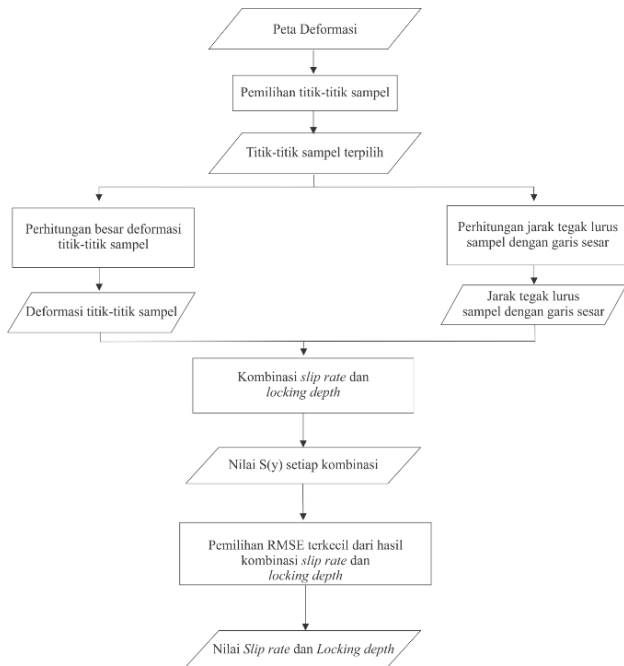 Peta Deformasi
Pemilihan titik-titik sampel
Titik-titik sampel terpilih
Perhitungan besar deformasi
titik-titik sampel
Perhitungan jarak tegak lurus
sampel dengan garis sesar
Deformasi titik-titik sampel
Jarak tegak lurus
sampel dengan garis sesar
Kombinasi slip rate dan
locking depth
Nilai S(y) setiap kombinasi
Pemilihan RMSE terkecil dari hasil
kombinasi slip rate dan
locking depth
Nilai Slip rate dan Locking depth